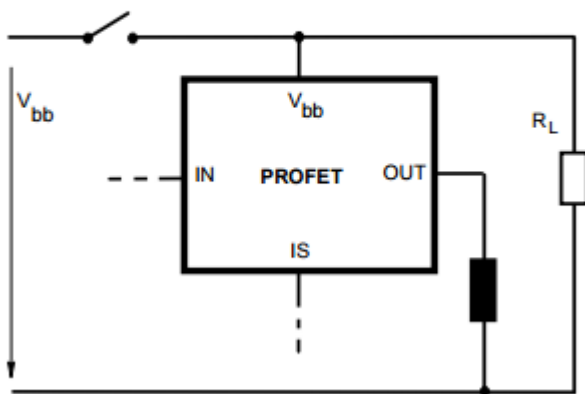 V_bb
V_bb
R_L
IN PROFET OUT
IS